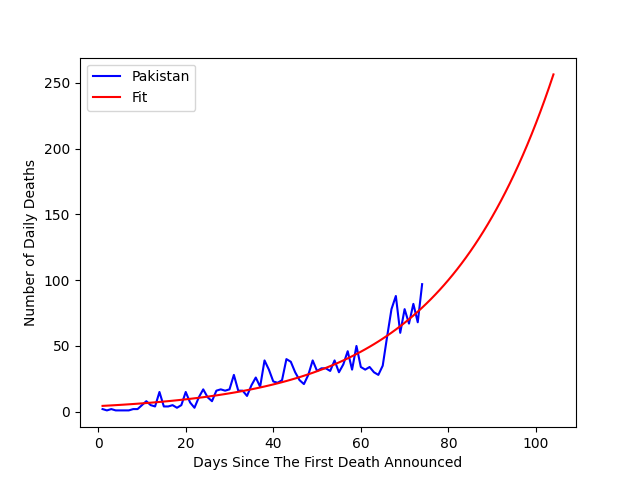 Pakistan
Fit
Number of Daily Deaths
250
200
150
100
50
0
0 20 40 60 80 100
Days Since The First Death Announced